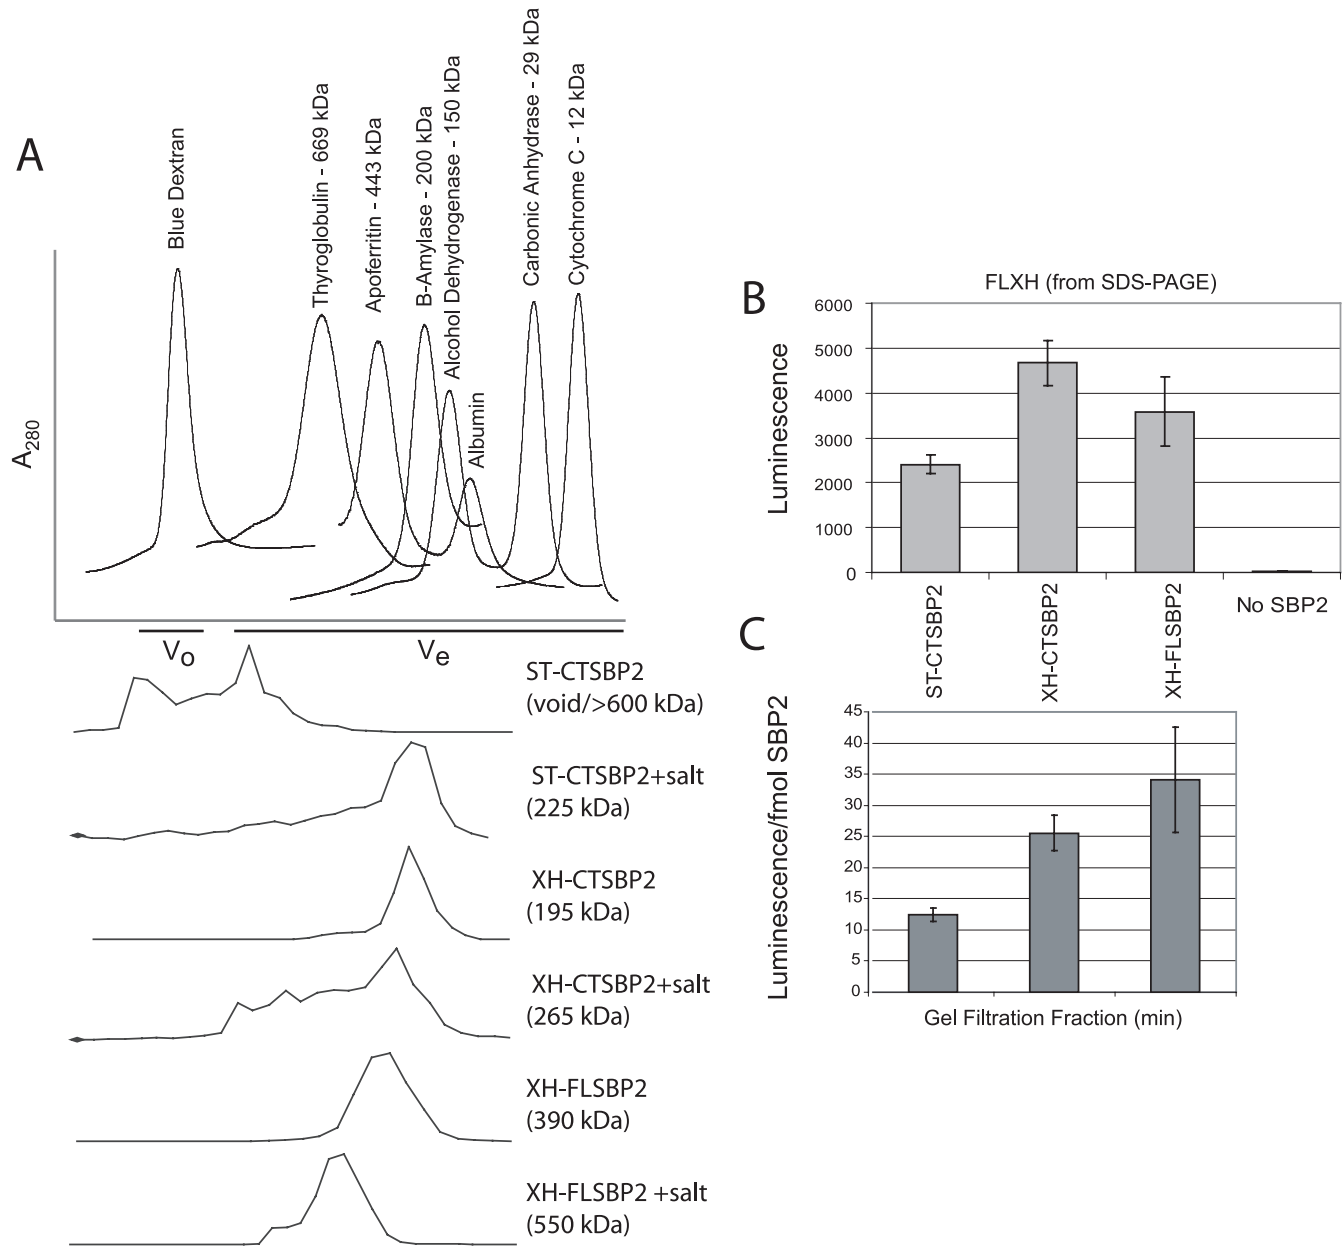 A
Blue Dextran
Thyroglobulin - 669 kDa
Apoferritin - 443 kDa
B-Amylase - 200 kDa
Alcohol Dehydrogenase - 150 kDa
Albumin
Carbonic Anhydrase - 29 kDa
Cytochrome C - 12 kDa
A280
Vo
Ve
ST-CTSBP2
(void/>600 kDa)
ST-CTSBP2+salt
(225 kDa)
XH-CTSBP2
(195 kDa)
XH-CTSBP2+salt
(265 kDa)
XH-FLSBP2
(390 kDa)
XH-FLSBP2 +salt
(550 kDa)
B
FLXH (from SDS-PAGE)
Luminescence
6000
5000
4000
3000
2000
1000
0
ST-CTSBP2
XH-CTSBP2
XH-FLSBP2
No SBP2
C
Luminescence/fmol SBP2
45
40
35
30
25
20
15
10
5
0
Gel Filtration Fraction (min)